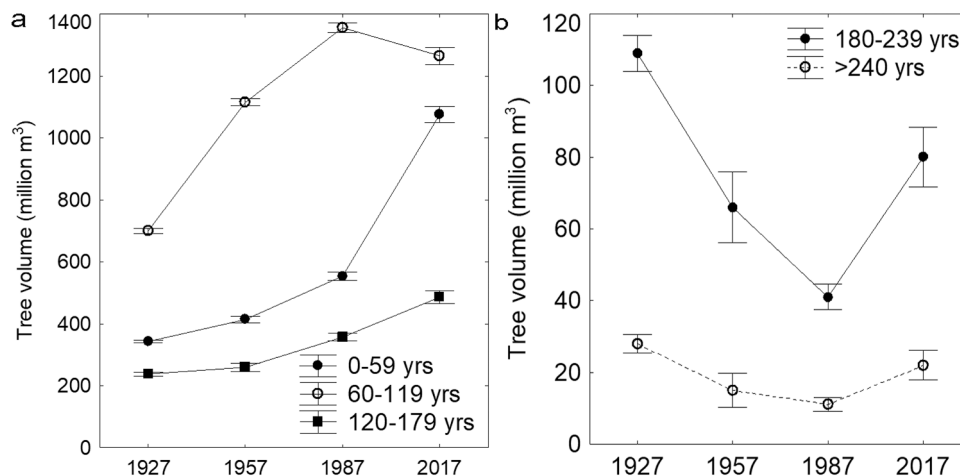 a
Tree volume (million m³)
1400
1200
1000
800
600
400
200
0
0-59 yrs
60-119 yrs
120-179 yrs
1927 1957 1987 2017
b
Tree volume (million m³)
120
100
80
60
40
20
0
180-239 yrs
>240 yrs
1927 1957 1987 2017